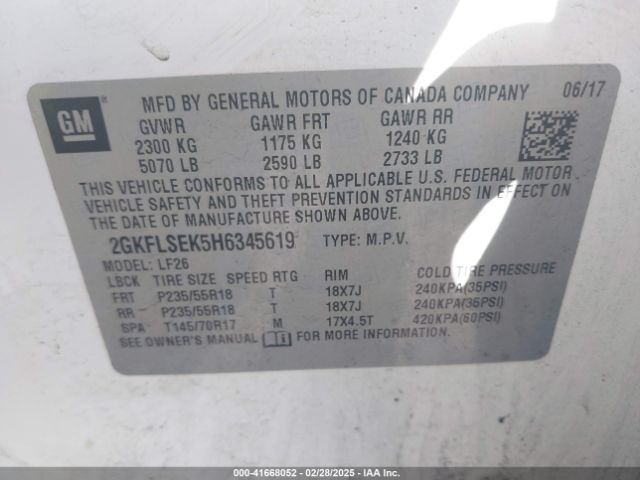 GM ®
MFD BY GENERAL MOTORS OF CANADA COMPANY 06/17
GVWR GAWR FRT GAWR RR
2300 KG 1175 KG 1240 KG
5070 LB 2590 LB 2733 LB
THIS VEHICLE CONFORMS TO ALL APPLICABLE U.S. FEDERAL MOTOR
VEHICLE SAFETY AND THEFT PREVENTION STANDARDS IN EFFECT ON
THE DATE OF MANUFACTURE SHOWN ABOVE.
2GKFLSEK5H6345619 TYPE: M.P.V.
MODEL: LF26
LBCK TIRE SIZE SPEED RTG RIM COLD TIRE PRESSURE
FRT P235/55R18 T 18X7J 240KPA(35PSI)
RR P235/55R18 T 18X7J 240KPA(35PSI)
SPA T145/70R17 M 17X4.5T 420KPA(60PSI)
SEE OWNER'S MANUAL FOR MORE INFORMATION.
000-41668052 | 02/28/2025 - IAA Inc.